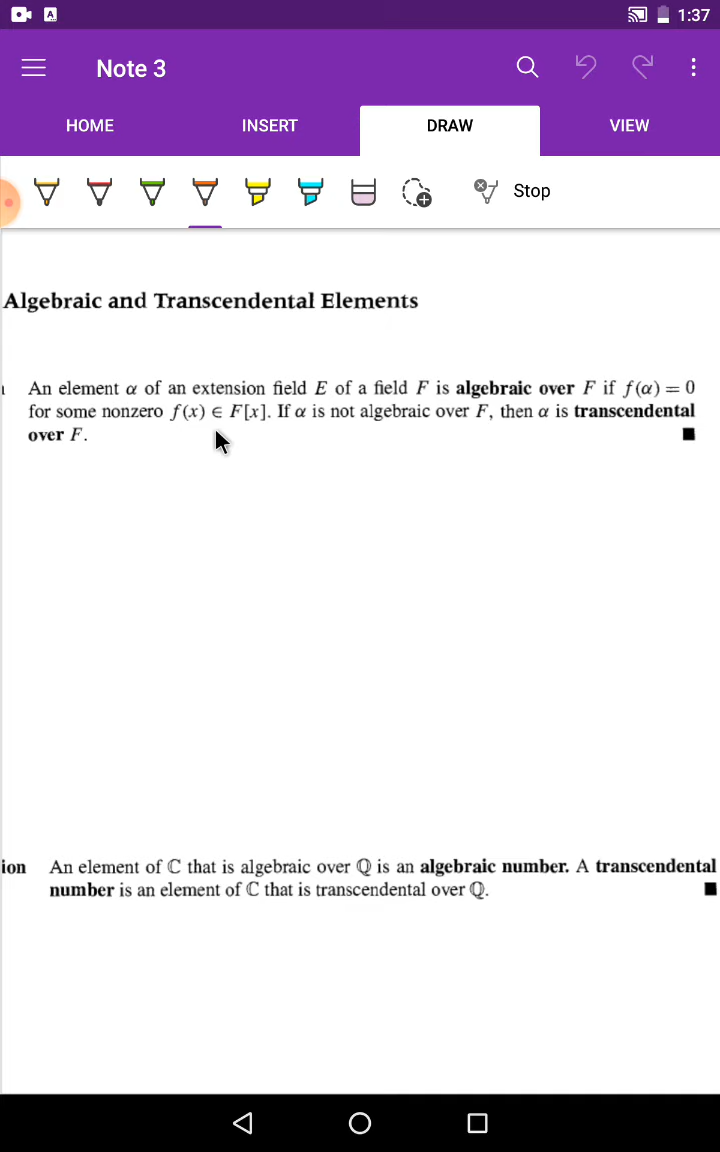 1:37
Note 3
HOME INSERT DRAW VIEW
Stop
Algebraic and Transcendental Elements
An element α of an extension field E of a field F is algebraic over F if f(α) = 0
for some nonzero f(x) ∈ F[x]. If α is not algebraic over F, then α is transcendental
over F. ■
ion An element of ℂ that is algebraic over ℚ is an algebraic number. A transcendental
number is an element of ℂ that is transcendental over ℚ. ■